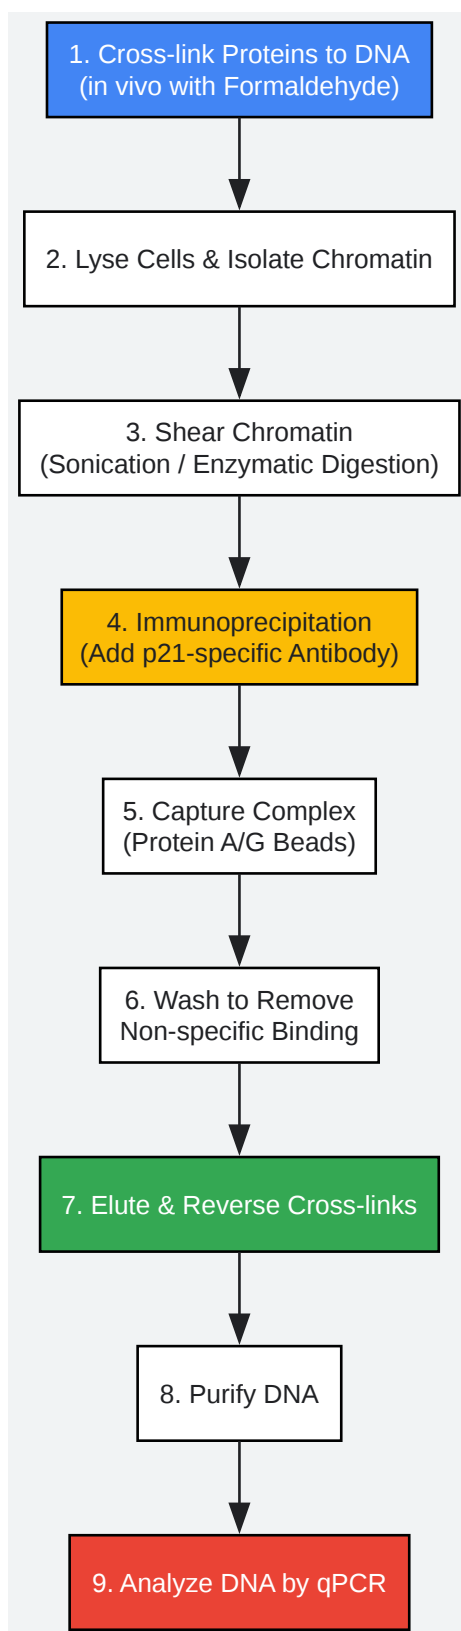 1. Cross-link Proteins to DNA
(in vivo with Formaldehyde)
2. Lyse Cells & Isolate Chromatin
3. Shear Chromatin
(Sonication / Enzymatic Digestion)
4. Immunoprecipitation
(Add p21-specific Antibody)
5. Capture Complex
(Protein A/G Beads)
6. Wash to Remove
Non-specific Binding
7. Elute & Reverse Cross-links
8. Purify DNA
9. Analyze DNA by qPCR